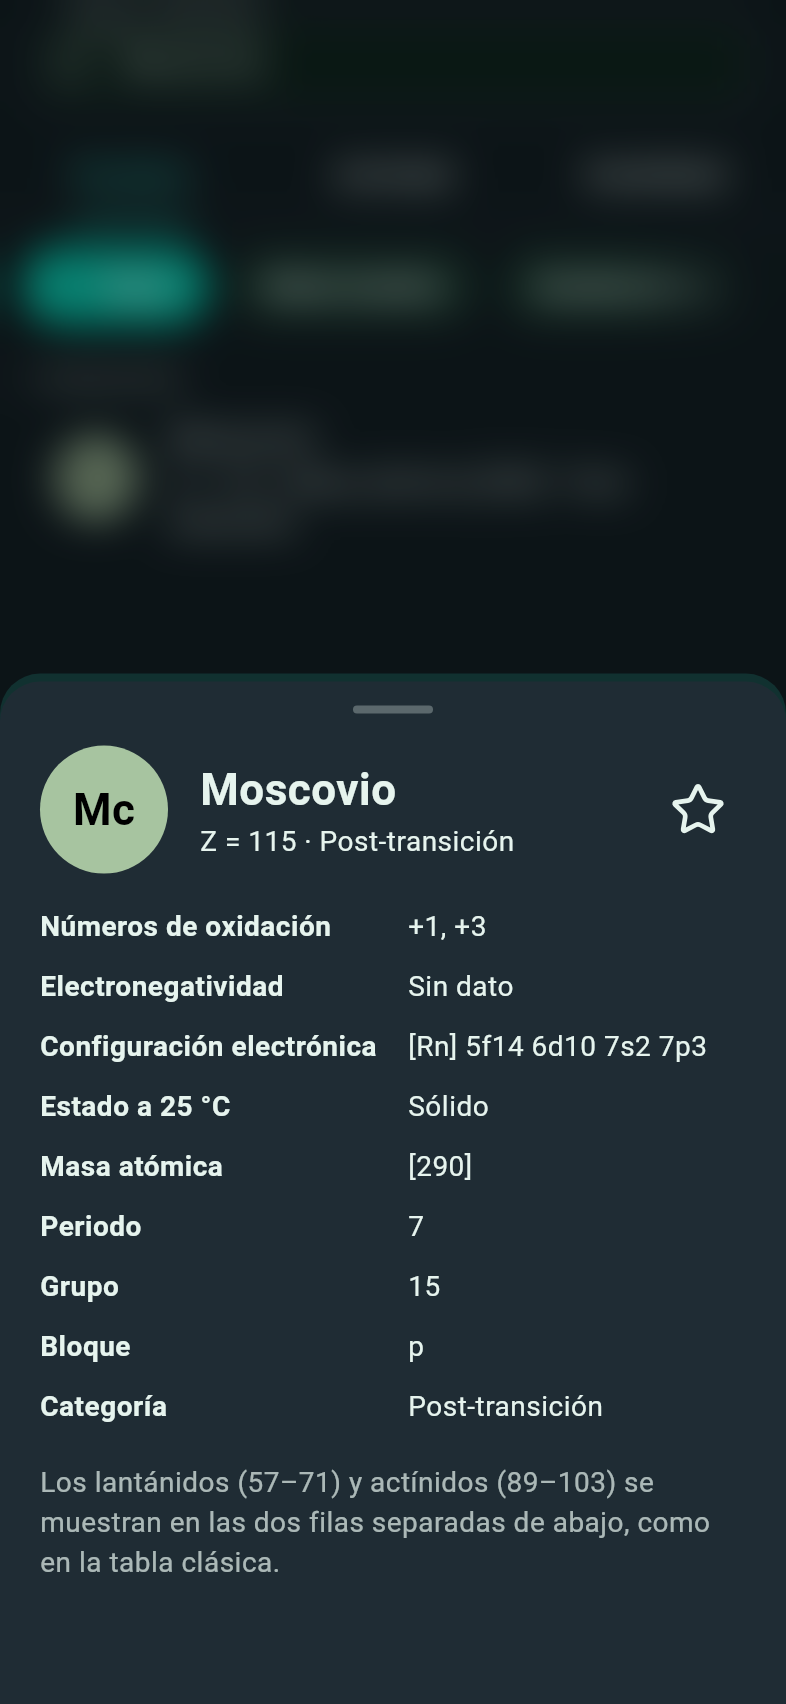 Mc
Moscovio
Z = 115 · Post-transición
Números de oxidación +1, +3
Electronegatividad Sin dato
Configuración electrónica [Rn] 5f14 6d10 7s2 7p3
Estado a 25 °C Sólido
Masa atómica [290]
Periodo 7
Grupo 15
Bloque p
Categoría Post-transición
Los lantánidos (57–71) y actínidos (89–103) se
muestran en las dos filas separadas de abajo, como
en la tabla clásica.